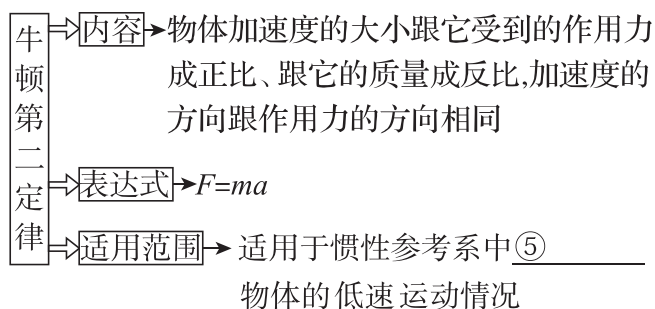 牛顿第二定律
内容
物体加速度的大小跟它受到的作用力
成正比、跟它的质量成反比,加速度的
方向跟作用力的方向相同
表达式
F=ma
适用范围
适用于惯性参考系中⑤
物体的低速运动情况